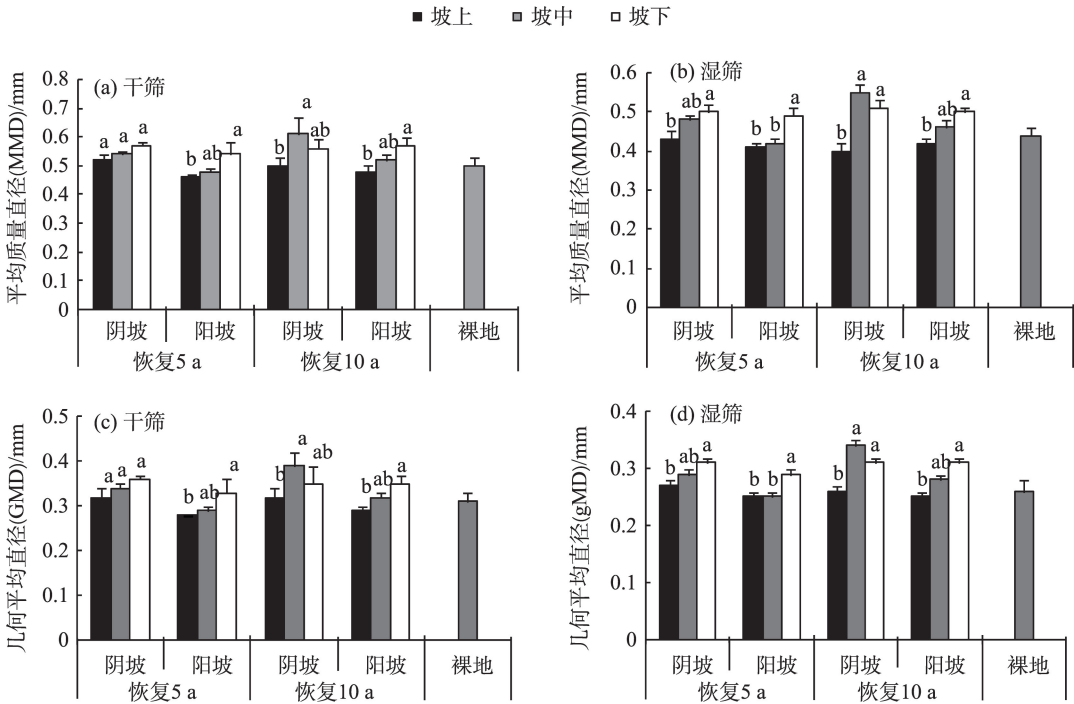 坡上 坡中 坡下
(a) 干筛
平均质量直径(MMD)/mm
0.8
0.7
0.6
0.5
0.4
0.3
0.2
0.1
0
a a a
b ab a
b a ab
b ab a
阴坡 阳坡 阴坡 阳坡 裸地
恢复5 a 恢复10 a
(b) 湿筛
平均质量直径(MMD)/mm
0.6
0.5
0.4
0.3
0.2
0.1
0
b ab a
b b a
b a a
b ab a
阴坡 阳坡 阴坡 阳坡 裸地
恢复5 a 恢复10 a
(c) 干筛
几何平均直径(GMD)/mm
0.5
0.4
0.3
0.2
0.1
0
a a a
b ab a
b a ab
b ab a
阴坡 阳坡 阴坡 阳坡 裸地
恢复5 a 恢复10 a
(d) 湿筛
几何平均直径(gMD)/mm
0.4
0.3
0.2
0.1
0
b ab a
b b a
b a a
b ab a
阴坡 阳坡 阴坡 阳坡 裸地
恢复5 a 恢复10 a